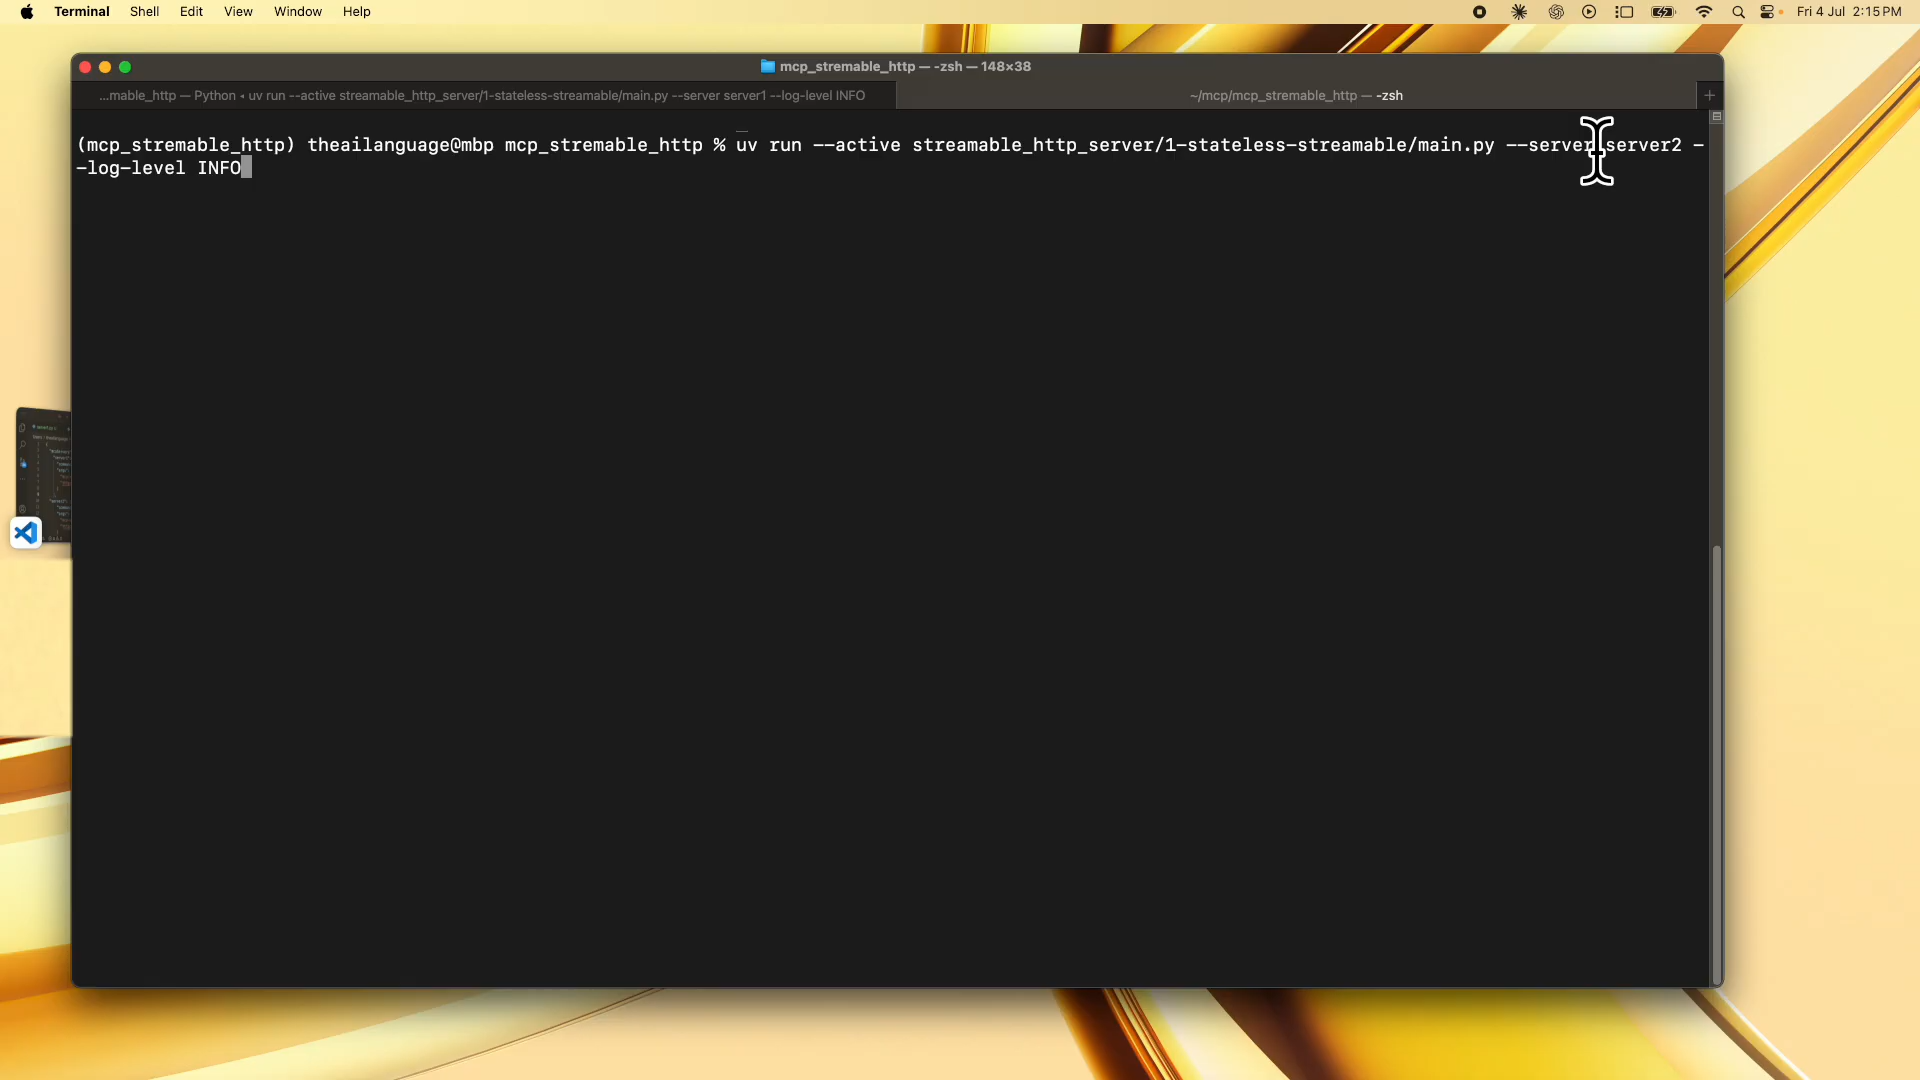 Terminal Shell Edit View Window Help Fri 4 Jul 2:15 PM
mcp_stremable_http — -zsh — 148×38
...mable_http — Python ◂ uv run --active streamable_http_server/1-stateless-streamable/main.py --server server1 --log-level INFO
~/mcp/mcp_stremable_http — -zsh
(mcp_stremable_http) theailanguage@mbp mcp_stremable_http % uv run --active streamable_http_server/1-stateless-streamable/main.py --server server2 -
-log-level INFO